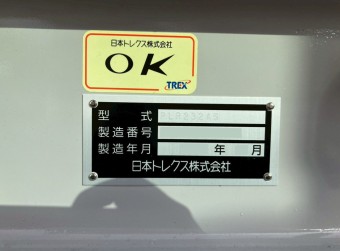 日本トレクス株式会社
OK
TREX
型 式
製造番号
製造年月 年 月
日本トレクス株式会社